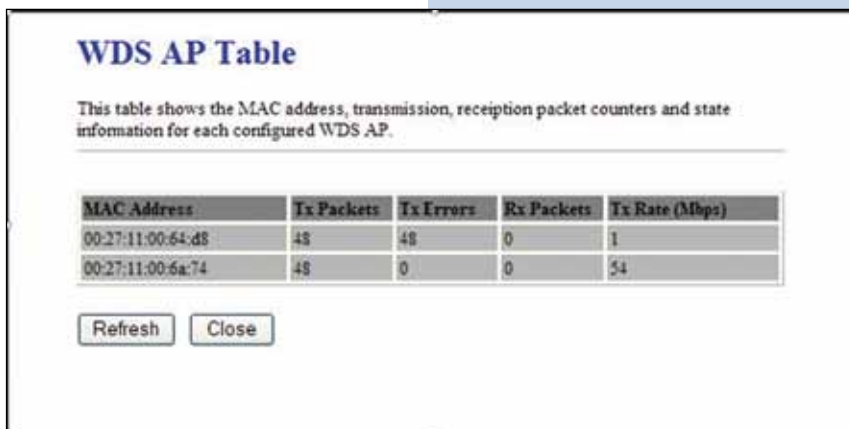 WDS AP Table
This table shows the MAC address, transmission, receiption packet counters and state
information for each configured WDS AP.
MAC Address Tx Packets Tx Errors Rx Packets Tx Rate (Mbps)
00:27:11:00:64:d8 48 48 0 1
00:27:11:00:6a:74 48 0 0 54
Refresh Close